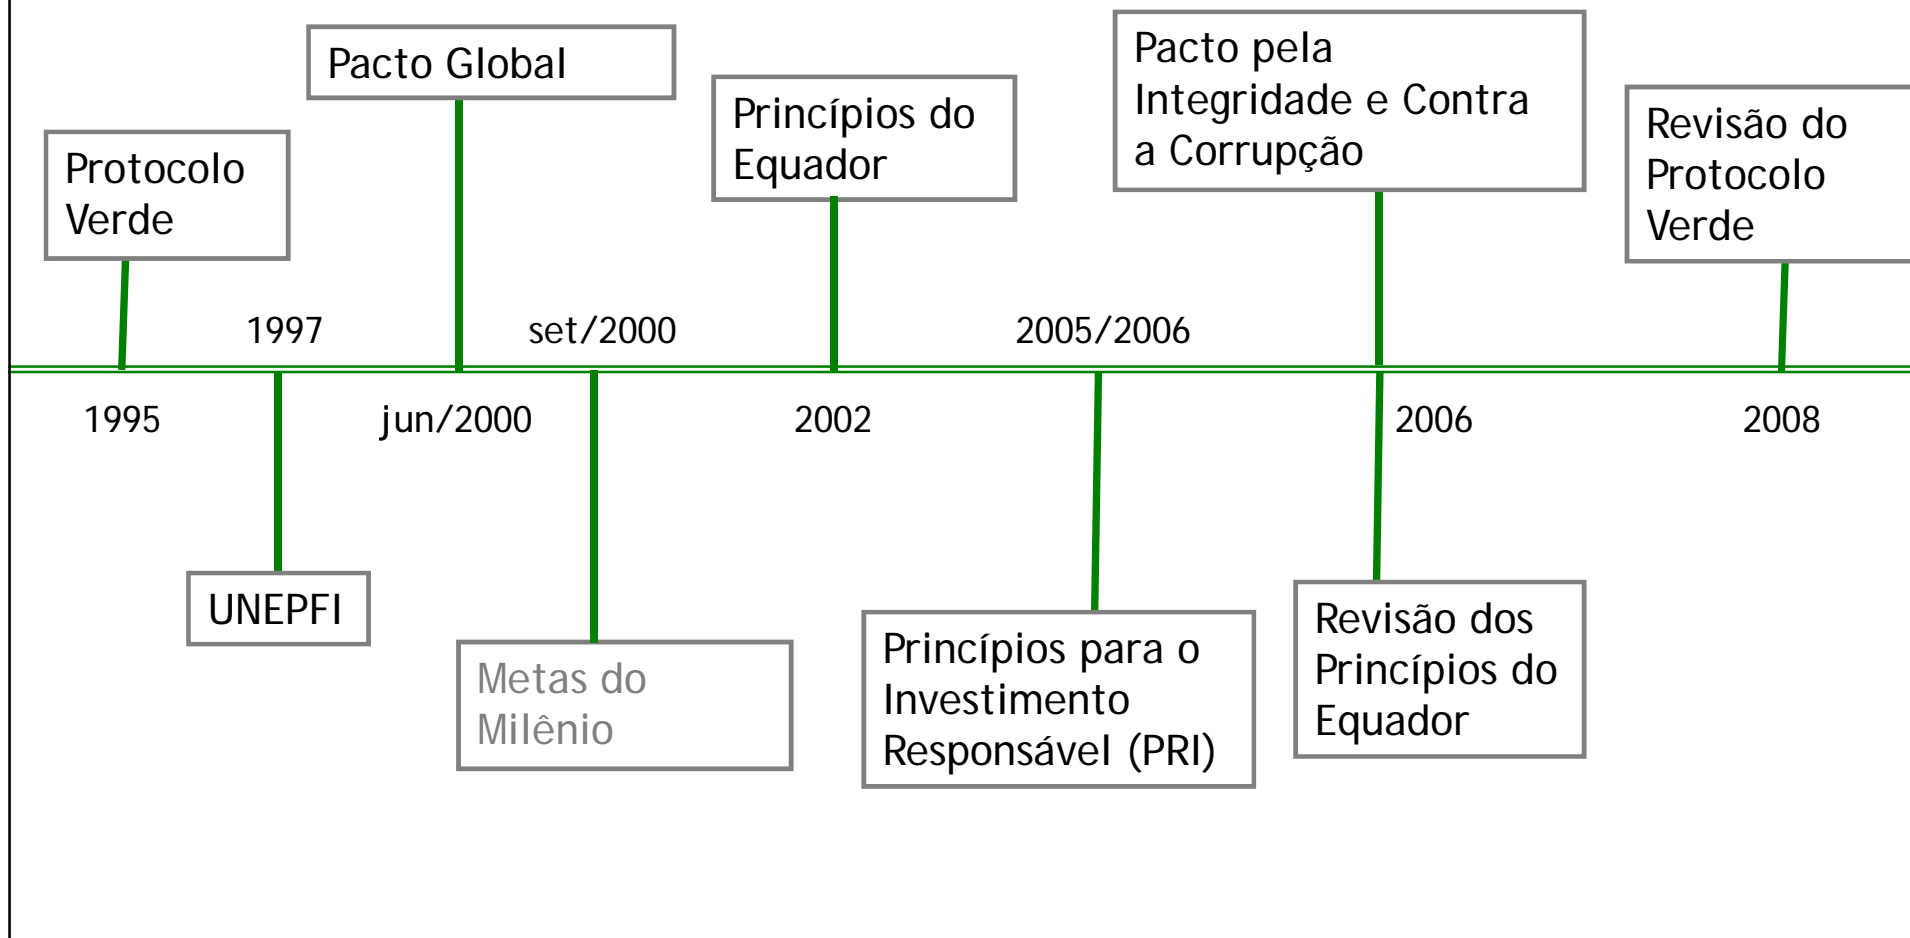 Pacto Global
Pacto pela
Integridade e Contra
a Corrupção
Princípios do
Equador
Revisão do
Protocolo
Verde
Protocolo
Verde
1997
set/2000
2005/2006
1995
jun/2000
2002
2006
2008
UNEPFI
Metas do
Milênio
Princípios para o
Investimento
Responsável (PRI)
Revisão dos
Princípios do
Equador